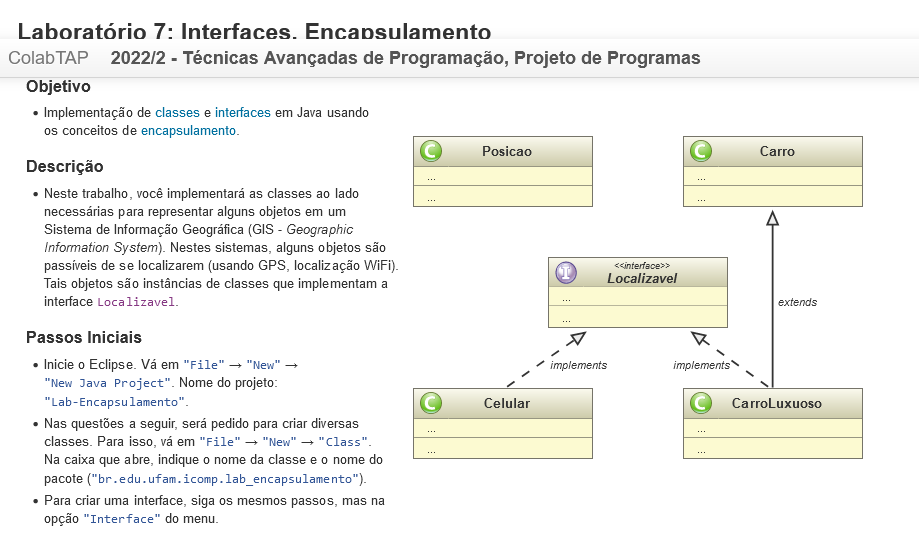 Laboratório 7: Interfaces, Encapsulamento
ColabTAP 2022/2 - Técnicas Avançadas de Programação, Projeto de Programas
Objetivo
• Implementação de classes e interfaces em Java usando
os conceitos de encapsulamento.
Descrição
• Neste trabalho, você implementará as classes ao lado
necessárias para representar alguns objetos em um
Sistema de Informação Geográfica (GIS - Geographic
Information System). Nestes sistemas, alguns objetos são
passíveis de se localizarem (usando GPS, localização WiFi).
Tais objetos são instâncias de classes que implementam a
interface Localizavel.
Passos Iniciais
• Inicie o Eclipse. Vá em "File" → "New" →
"New Java Project". Nome do projeto:
"Lab-Encapsulamento".
• Nas questões a seguir, será pedido para criar diversas
classes. Para isso, vá em "File" → "New" → "Class".
Na caixa que abre, indique o nome da classe e o nome do
pacote ("br.edu.ufam.icomp.lab_encapsulamento").
• Para criar uma interface, siga os mesmos passos, mas na
opção "Interface" do menu.
C Posicao
...
...
C Carro
...
...
I <<interface>>
Localizavel
...
...
extends
implements
implements
C Celular
...
...
C CarroLuxuoso
...
...